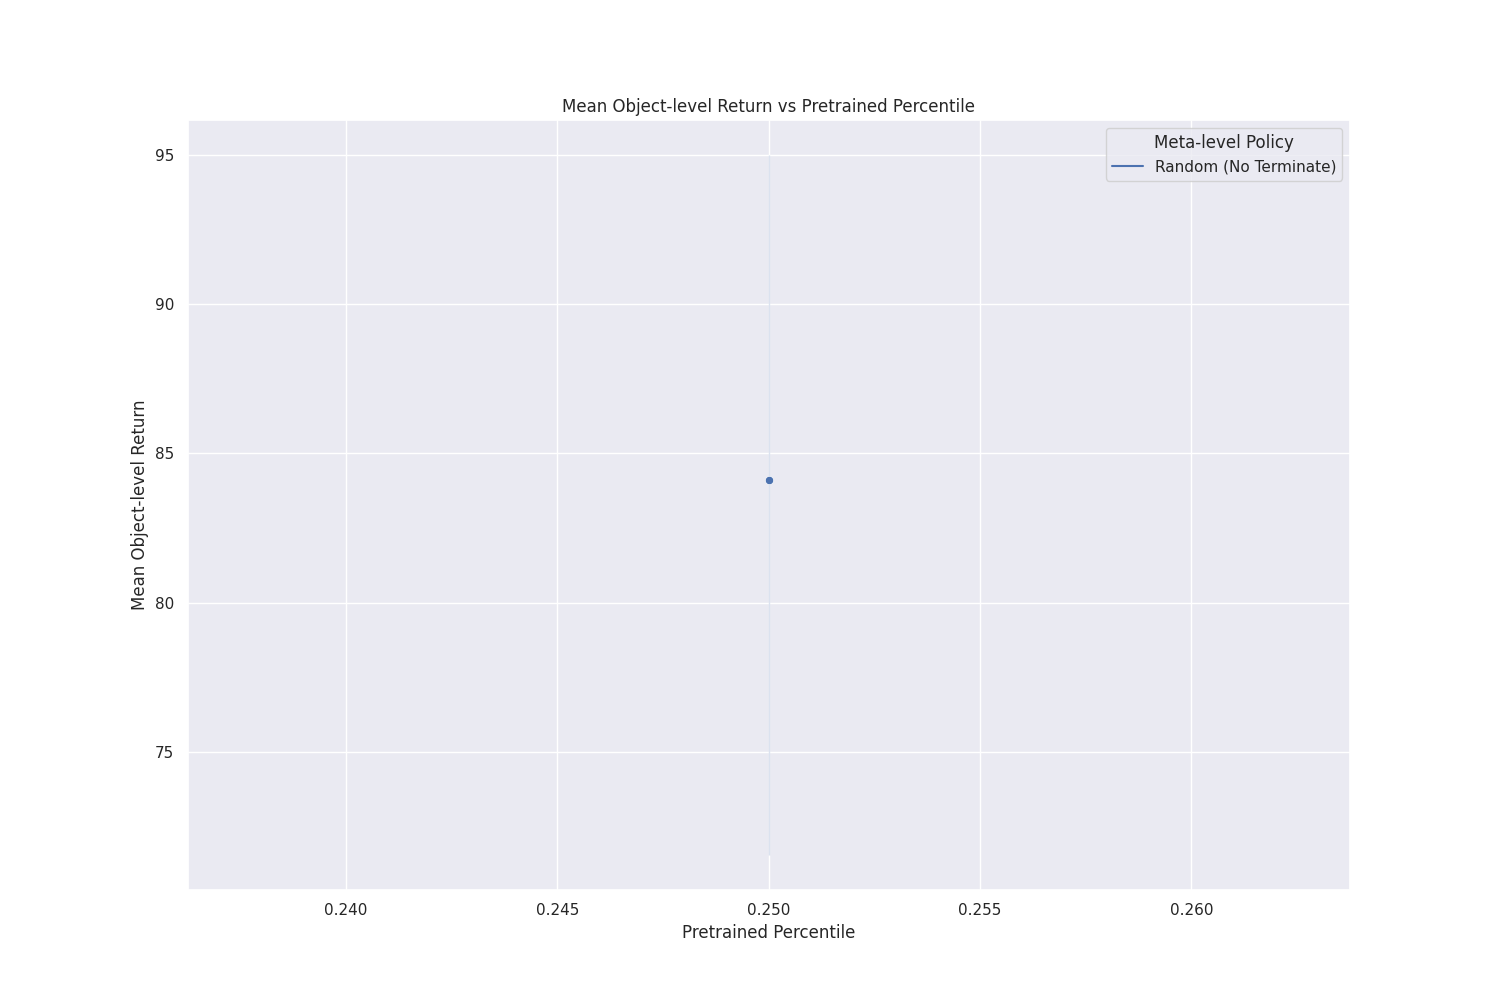 Mean Object-level Return vs Pretrained Percentile
Meta-level Policy
Random (No Terminate)
Mean Object-level Return
95
90
85
80
75
0.240
0.245
0.250
0.255
0.260
Pretrained Percentile